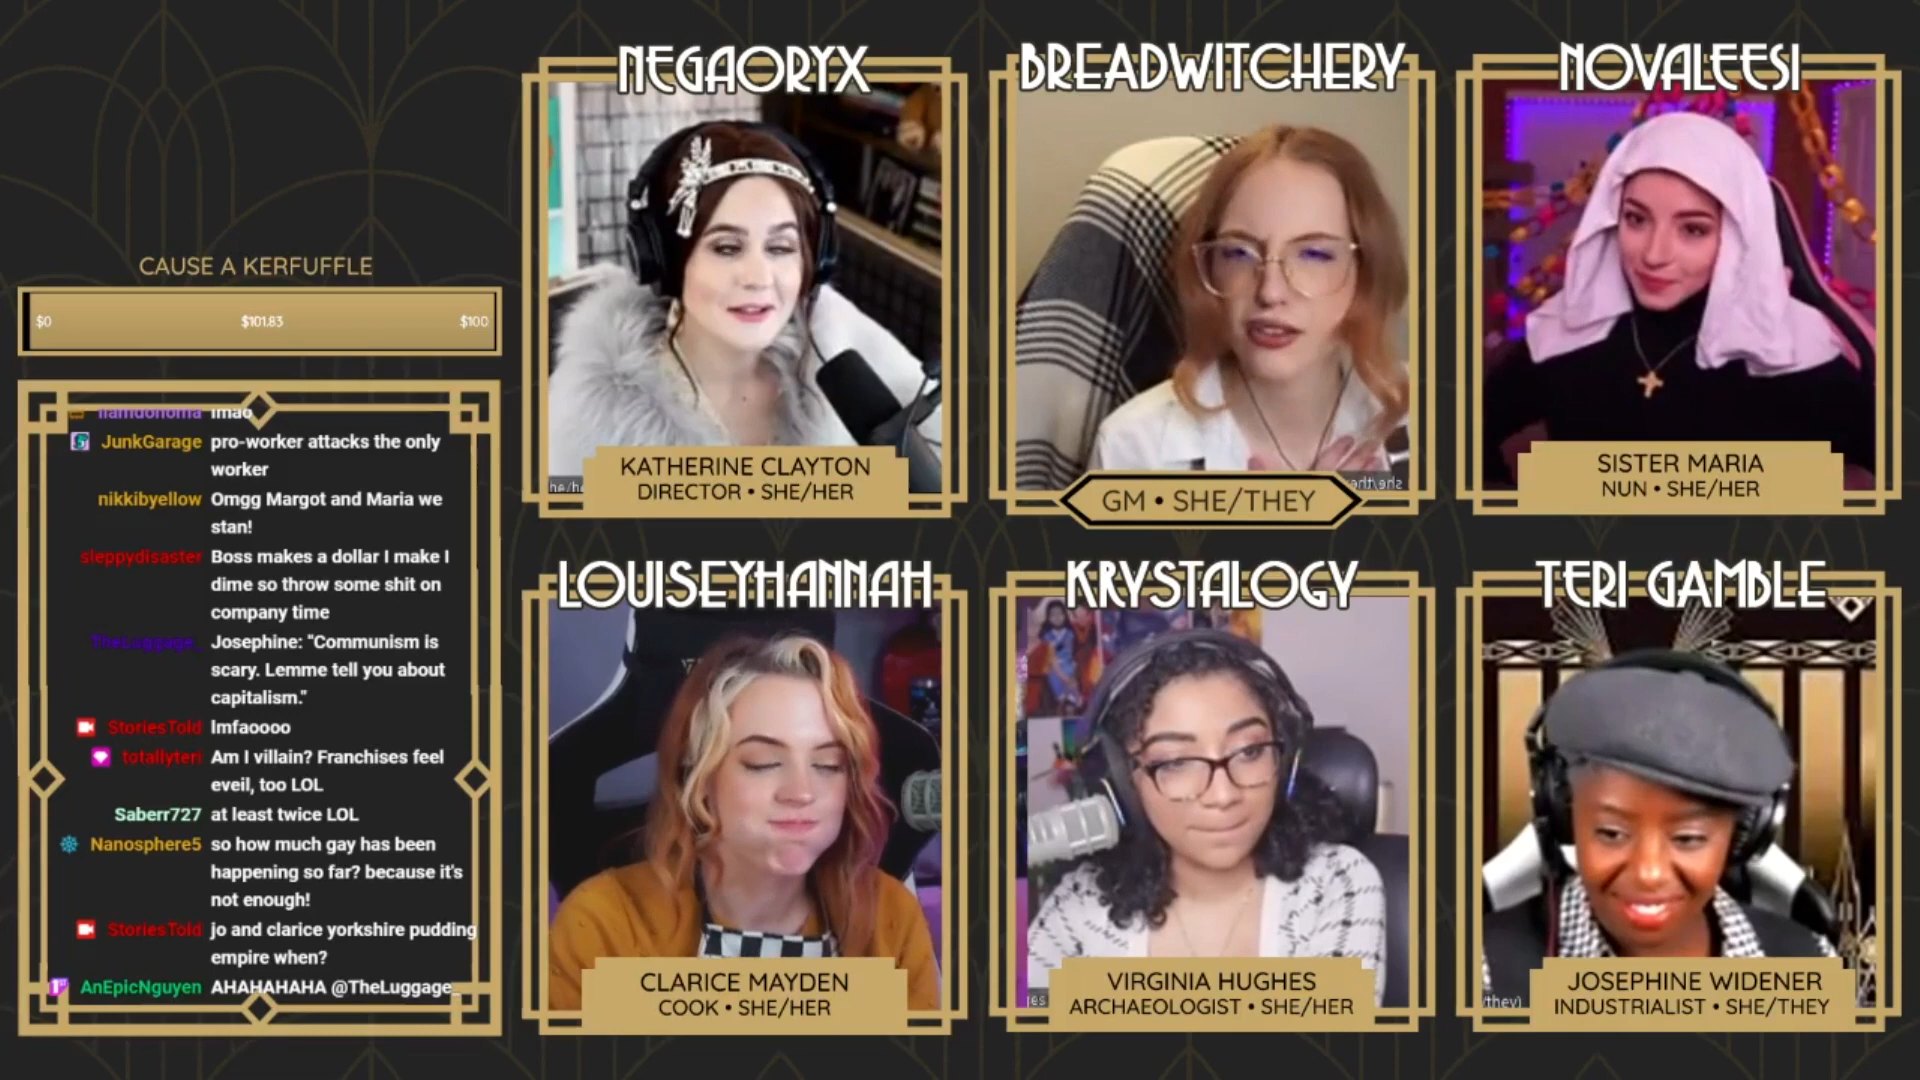 NEGAORYX
BREADWITCHERY
NOVALEESI
CAUSE A KERFUFFLE
$0 $101.83 $100
lmao
JunkGarage pro-worker attacks the only
worker
nikkibyellow Omgg Margot and Maria we
stan!
sleppydisaster Boss makes a dollar I make I
dime so throw some shit on
company time
TheLuggage_ Josephine: "Communism is
scary. Lemme tell you about
capitalism."
StoriesTold lmfaoooo
totallyteri Am I villain? Franchises feel
eveil, too LOL
Saberr727 at least twice LOL
Nanosphere5 so how much gay has been
happening so far? because it's
not enough!
StoriesTold jo and clarice yorkshire pudding
empire when?
AnEpicNguyen AHAHAHAHA @TheLuggage_
KATHERINE CLAYTON
DIRECTOR • SHE/HER
GM • SHE/THEY
SISTER MARIA
NUN • SHE/HER
LOUISEYHANNAH
KRYSTALOGY
TERI GAMBLE
CLARICE MAYDEN
COOK • SHE/HER
VIRGINIA HUGHES
ARCHAEOLOGIST • SHE/HER
JOSEPHINE WIDENER
INDUSTRIALIST • SHE/THEY